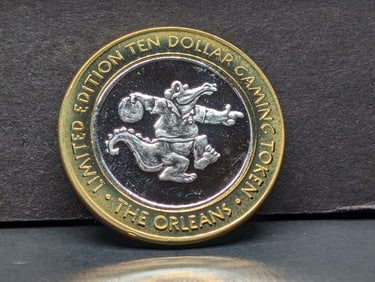 LIMITED EDITION TEN DOLLAR GAMING TOKEN
• THE ORLEANS •